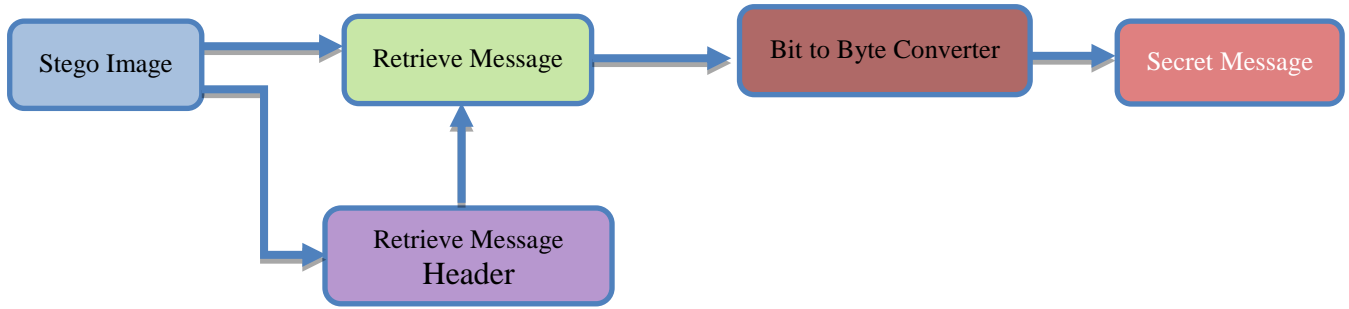 Stego Image
Retrieve Message
Bit to Byte Converter
Secret Message
Retrieve Message
Header